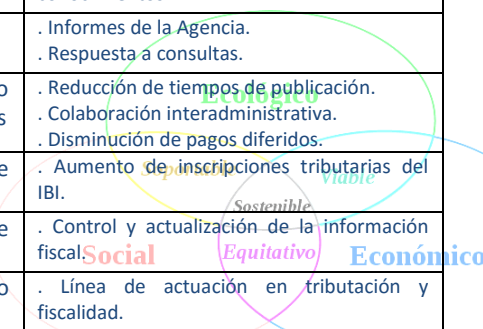 . Informes de la Agencia.
. Respuesta a consultas.
o . Reducción de tiempos de publicación.
Ecológico
s . Colaboración interadministrativa.
. Disminución de pagos diferidos.
e . Aumento de inscripciones tributarias del
Soportable Viable
IBI.
Sostenible
e . Control y actualización de la información
fiscal.
Social Equitativo Económico
o . Línea de actuación en tributación y
fiscalidad.